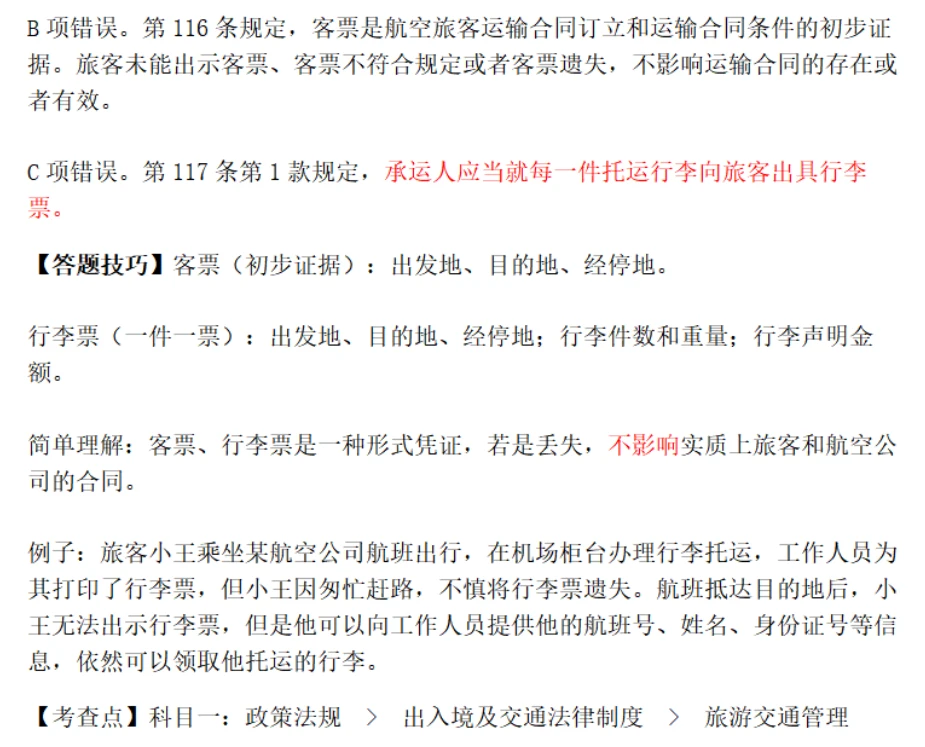 B 项错误。第 116 条规定，客票是航空旅客运输合同订立和运输合同条件的初步证
据。旅客未能出示客票、客票不符合规定或者客票遗失，不影响运输合同的存在或
者有效。
C 项错误。第 117 条第 1 款规定，承运人应当就每一件托运行李向旅客出具行李
票。
【答题技巧】客票（初步证据）：出发地、目的地、经停地。
行李票（一件一票）：出发地、目的地、经停地；行李件数和重量；行李声明金
额。
简单理解：客票、行李票是一种形式凭证，若是丢失，不影响实质上旅客和航空公
司的合同。
例子：旅客小王乘坐某航空公司航班出行，在机场柜台办理行李托运，工作人员为
其打印了行李票，但小王因匆忙赶路，不慎将行李票遗失。航班抵达目的地后，小
王无法出示行李票，但是他可以向工作人员提供他的航班号、姓名、身份证号等信
息，依然可以领取他托运的行李。
【考查点】科目一：政策法规 > 出入境及交通法律制度 > 旅游交通管理